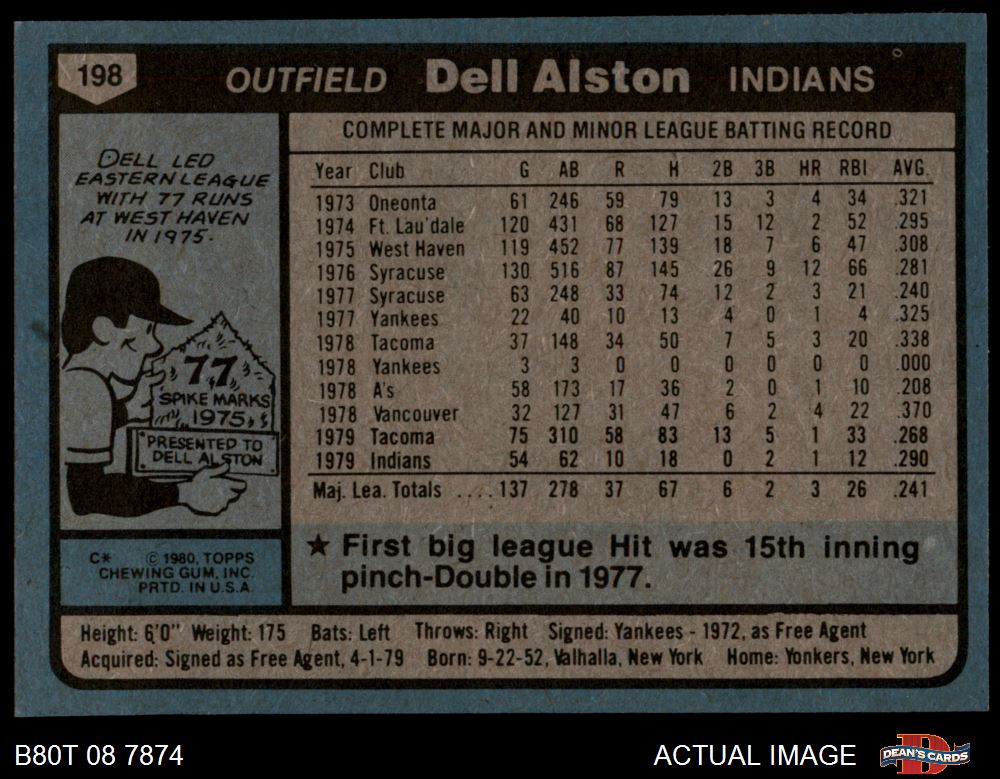 198 OUTFIELD Dell Alston INDIANS
DELL LED
EASTERN LEAGUE
WITH 77 RUNS
AT WEST HAVEN
IN 1975.
77
SPIKE MARKS
1975
PRESENTED TO
DELL ALSTON
C* © 1980, TOPPS
CHEWING GUM, INC.
PRTD. IN U.S.A.
COMPLETE MAJOR AND MINOR LEAGUE BATTING RECORD
Year Club G AB R H 2B 3B HR RBI AVG.
1973 Oneonta 61 246 59 79 13 3 4 34 .321
1974 Ft. Lau'dale 120 431 68 127 15 12 2 52 .295
1975 West Haven 119 452 77 139 18 7 6 47 .308
1976 Syracuse 130 516 87 145 26 9 12 66 .281
1977 Syracuse 63 248 33 74 12 2 3 21 .240
1977 Yankees 22 40 10 13 4 0 1 4 .325
1978 Tacoma 37 148 34 50 7 5 3 20 .338
1978 Yankees 3 3 0 0 0 0 0 0 .000
1978 A's 58 173 17 36 2 0 1 10 .208
1978 Vancouver 32 127 31 47 6 2 4 22 .370
1979 Tacoma 75 310 58 83 13 5 1 33 .268
1979 Indians 54 62 10 18 0 2 1 12 .290
Maj. Lea. Totals ....137 278 37 67 6 2 3 26 .241
★ First big league Hit was 15th inning
pinch-Double in 1977.
Height: 6'0" Weight: 175 Bats: Left Throws: Right Signed: Yankees - 1972, as Free Agent
Acquired: Signed as Free Agent, 4-1-79 Born: 9-22-52, Valhalla, New York Home: Yonkers, New York
B80T 08 7874 ACTUAL IMAGE DEAN'S CARDS